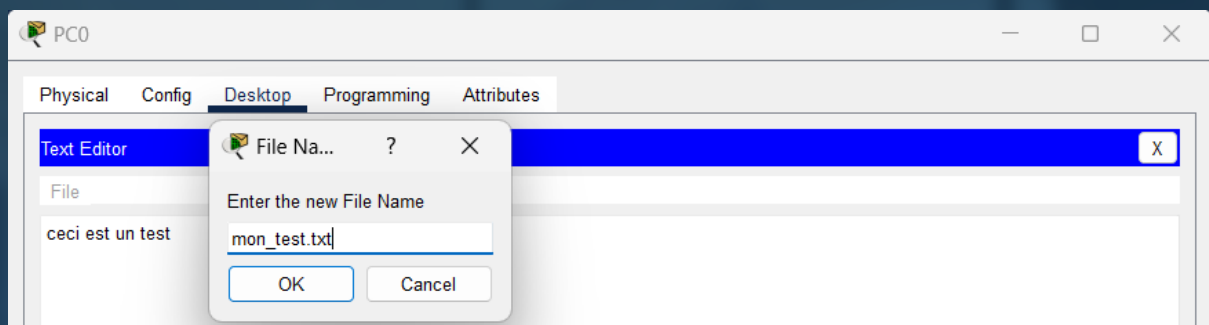 PC0
Physical Config Desktop Programming Attributes
Text Editor
X
File Na... ?
File
Enter the new File Name
ceci est un test
mon_test.txt
OK Cancel